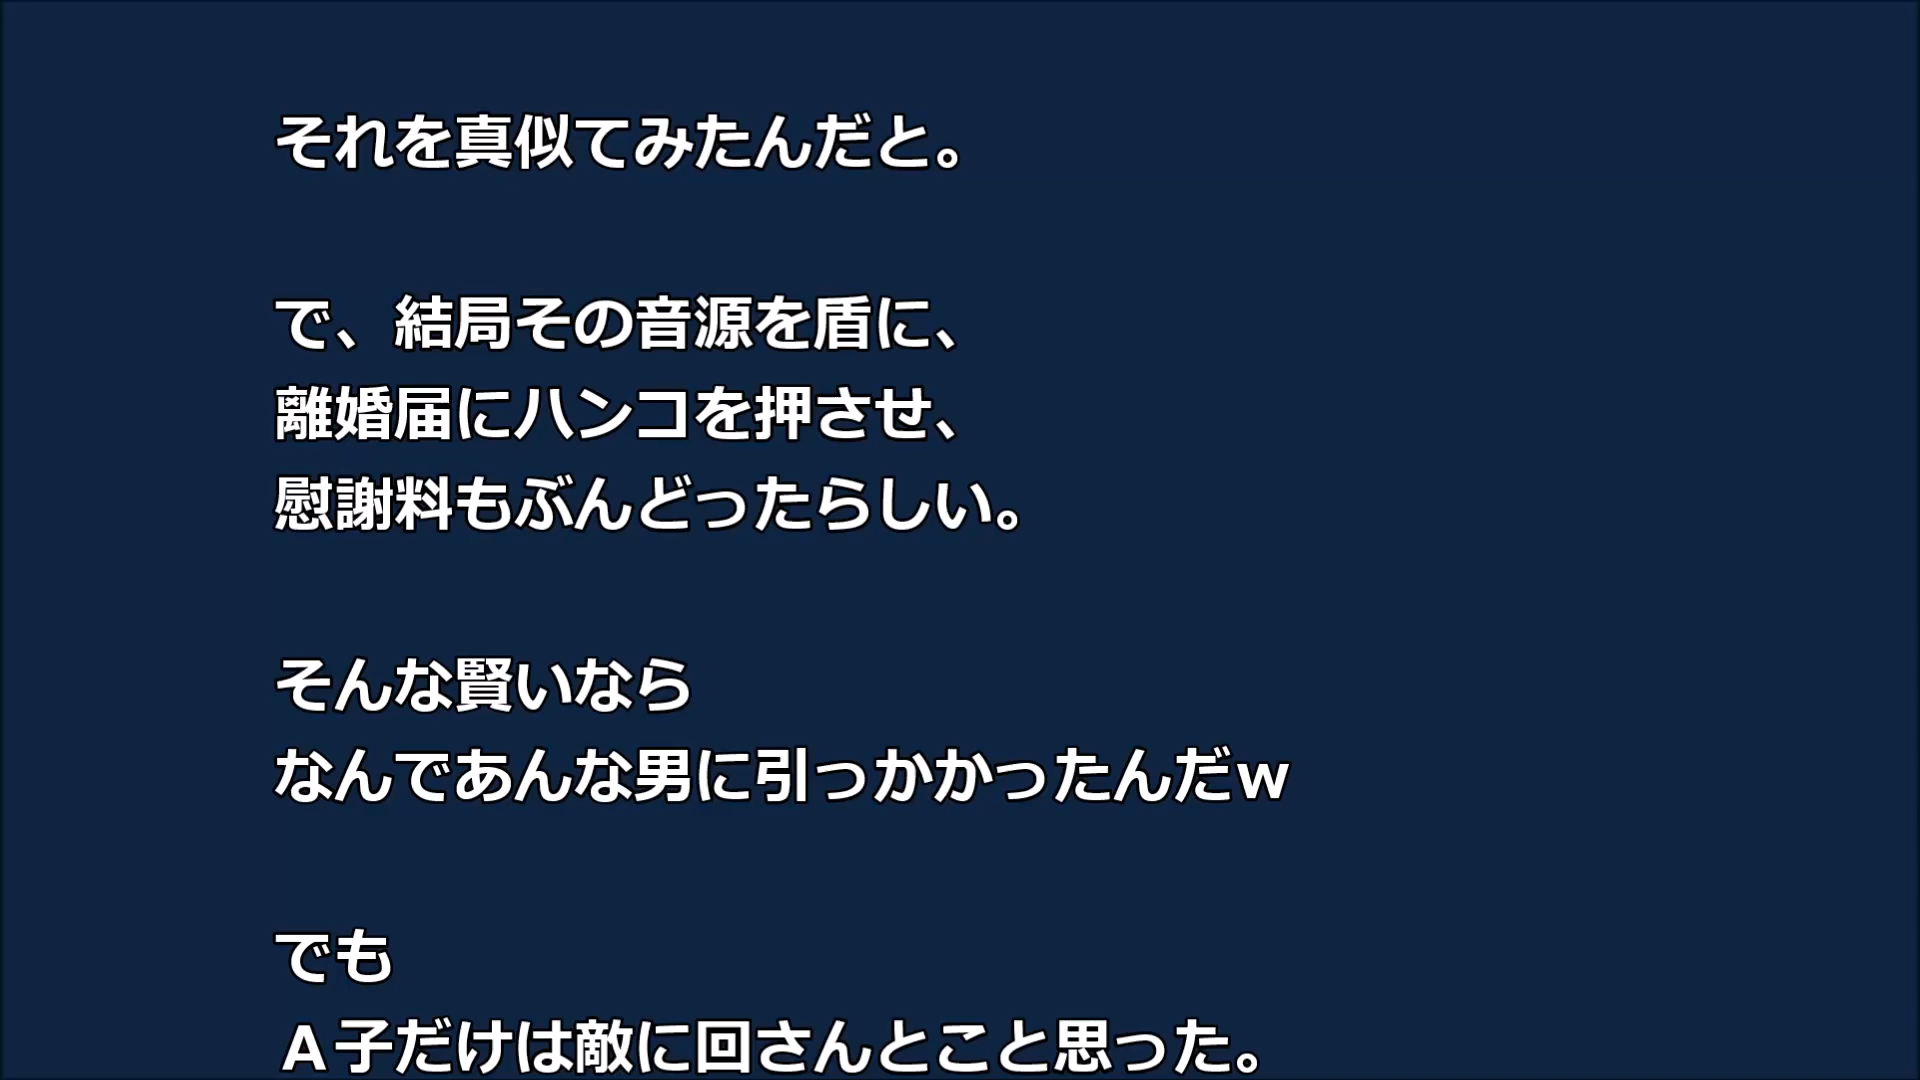 それを真似てみたんだと。
で、結局その音源を盾に、
離婚届にハンコを押させ、
慰謝料もぶんどったらしい。
そんな賢いなら
なんであんな男に引っかかったんだｗ
でも
Ａ子だけは敵に回さんとこと思った。